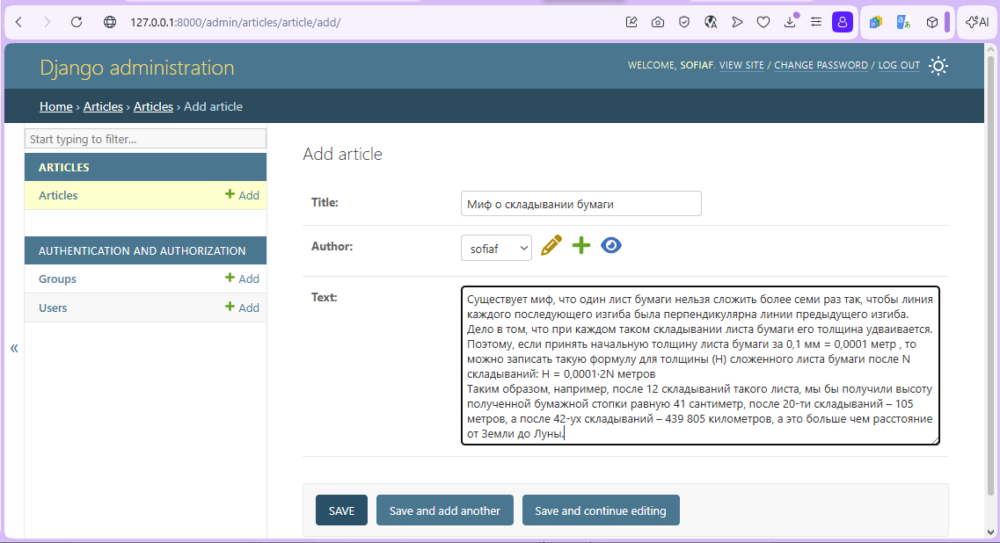 127.0.0.1:8000/admin/articles/article/add/
AI
Django administration
WELCOME, SOFIAF. VIEW SITE / CHANGE PASSWORD / LOG OUT
Home › Articles › Articles › Add article
Start typing to filter...
ARTICLES
Articles
Add
AUTHENTICATION AND AUTHORIZATION
Groups
Add
Users
Add
«
Add article
Title:
Миф о складывании бумаги
Author:
sofiaf
Text:
Существует миф, что один лист бумаги нельзя сложить более семи раз так, чтобы линия
каждого последующего изгиба была перпендикулярна линии предыдущего изгиба.
Дело в том, что при каждом таком складывании листа бумаги его толщина удваивается.
Поэтому, если принять начальную толщину листа бумаги за 0,1 мм = 0,0001 метр , то
можно записать такую формулу для толщины (H) сложенного листа бумаги после N
складываний: H = 0,0001·2N метров
Таким образом, например, после 12 складываний такого листа, мы бы получили высоту
полученной бумажной стопки равную 41 сантиметр, после 20-ти складываний – 105
метров, а после 42-ух складываний – 439 805 километров, а это больше чем расстояние
от Земли до Луны.
SAVE
Save and add another
Save and continue editing